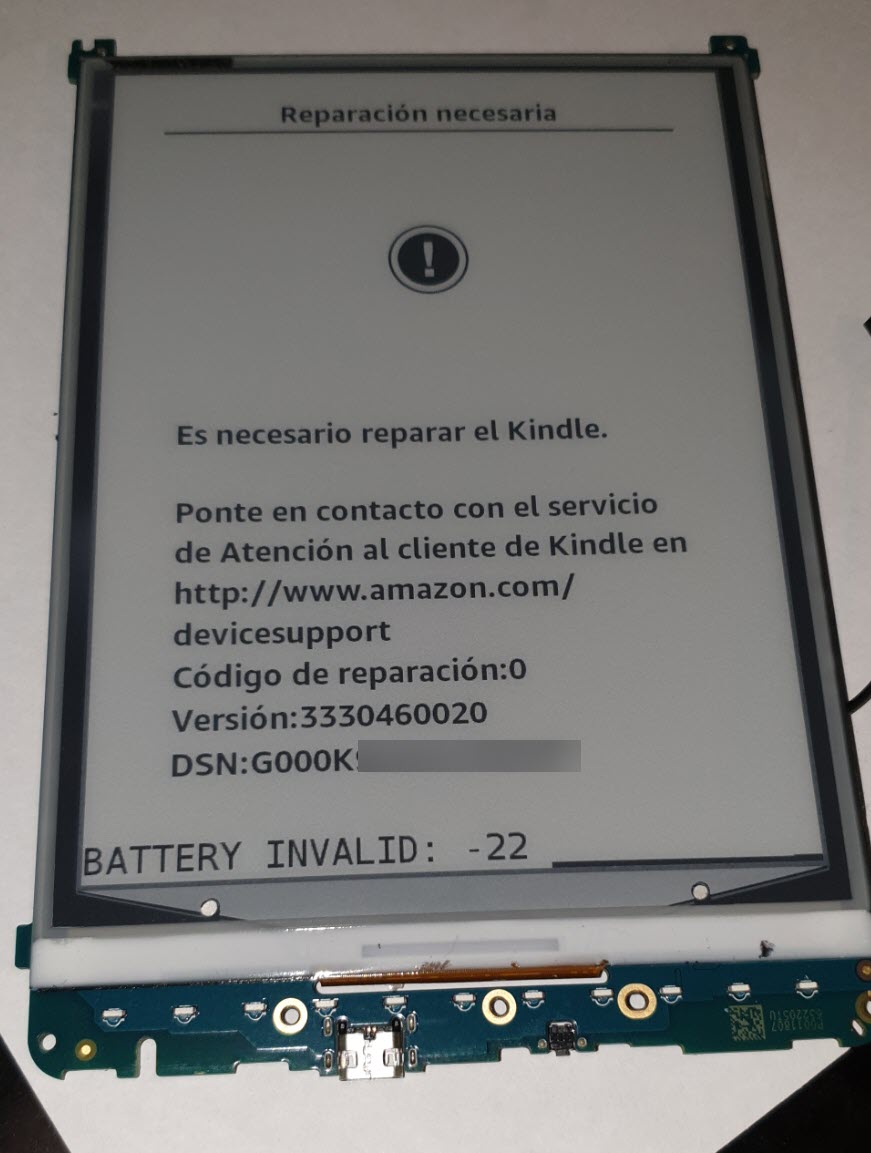 Reparación necesaria
!
Es necesario reparar el Kindle.
Ponte en contacto con el servicio
de Atención al cliente de Kindle en
http://www.amazon.com/
devicesupport
Código de reparación:0
Versión:3330460020
DSN:G000K
BATTERY INVALID: -22